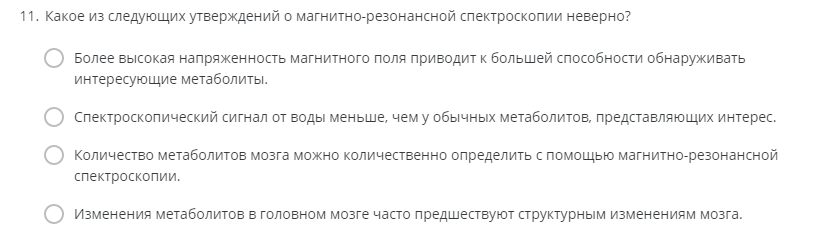 11. Какое из следующих утверждений о магнитно-резонансной спектроскопии неверно?
Более высокая напряженность магнитного поля приводит к большей способности обнаруживать
интересующие метаболиты.
Спектроскопический сигнал от воды меньше, чем у обычных метаболитов, представляющих интерес.
Количество метаболитов мозга можно количественно определить с помощью магнитно-резонансной
спектроскопии.
Изменения метаболитов в головном мозге часто предшествуют структурным изменениям мозга.